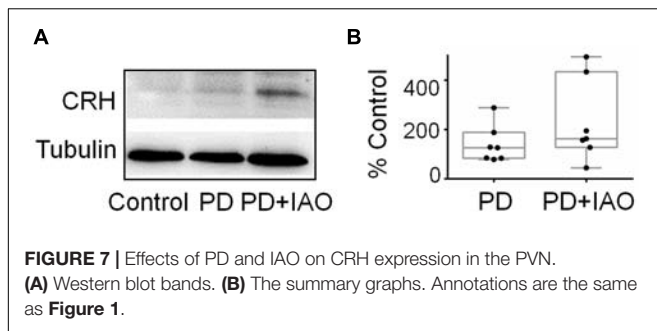 A
B
CRH
Tubulin
Control PD PD+IAO
% Control
400
200
0
PD PD+IAO
FIGURE 7 | Effects of PD and IAO on CRH expression in the PVN.
(A) Western blot bands. (B) The summary graphs. Annotations are the same
as Figure 1.